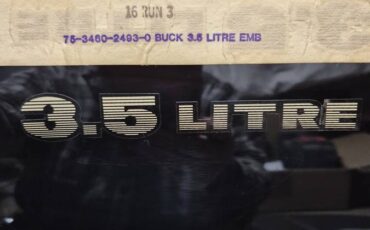 16 RUN 3
75-3460-2493-0 BUCK 3.5 LITRE EMB
3.5 LITRE